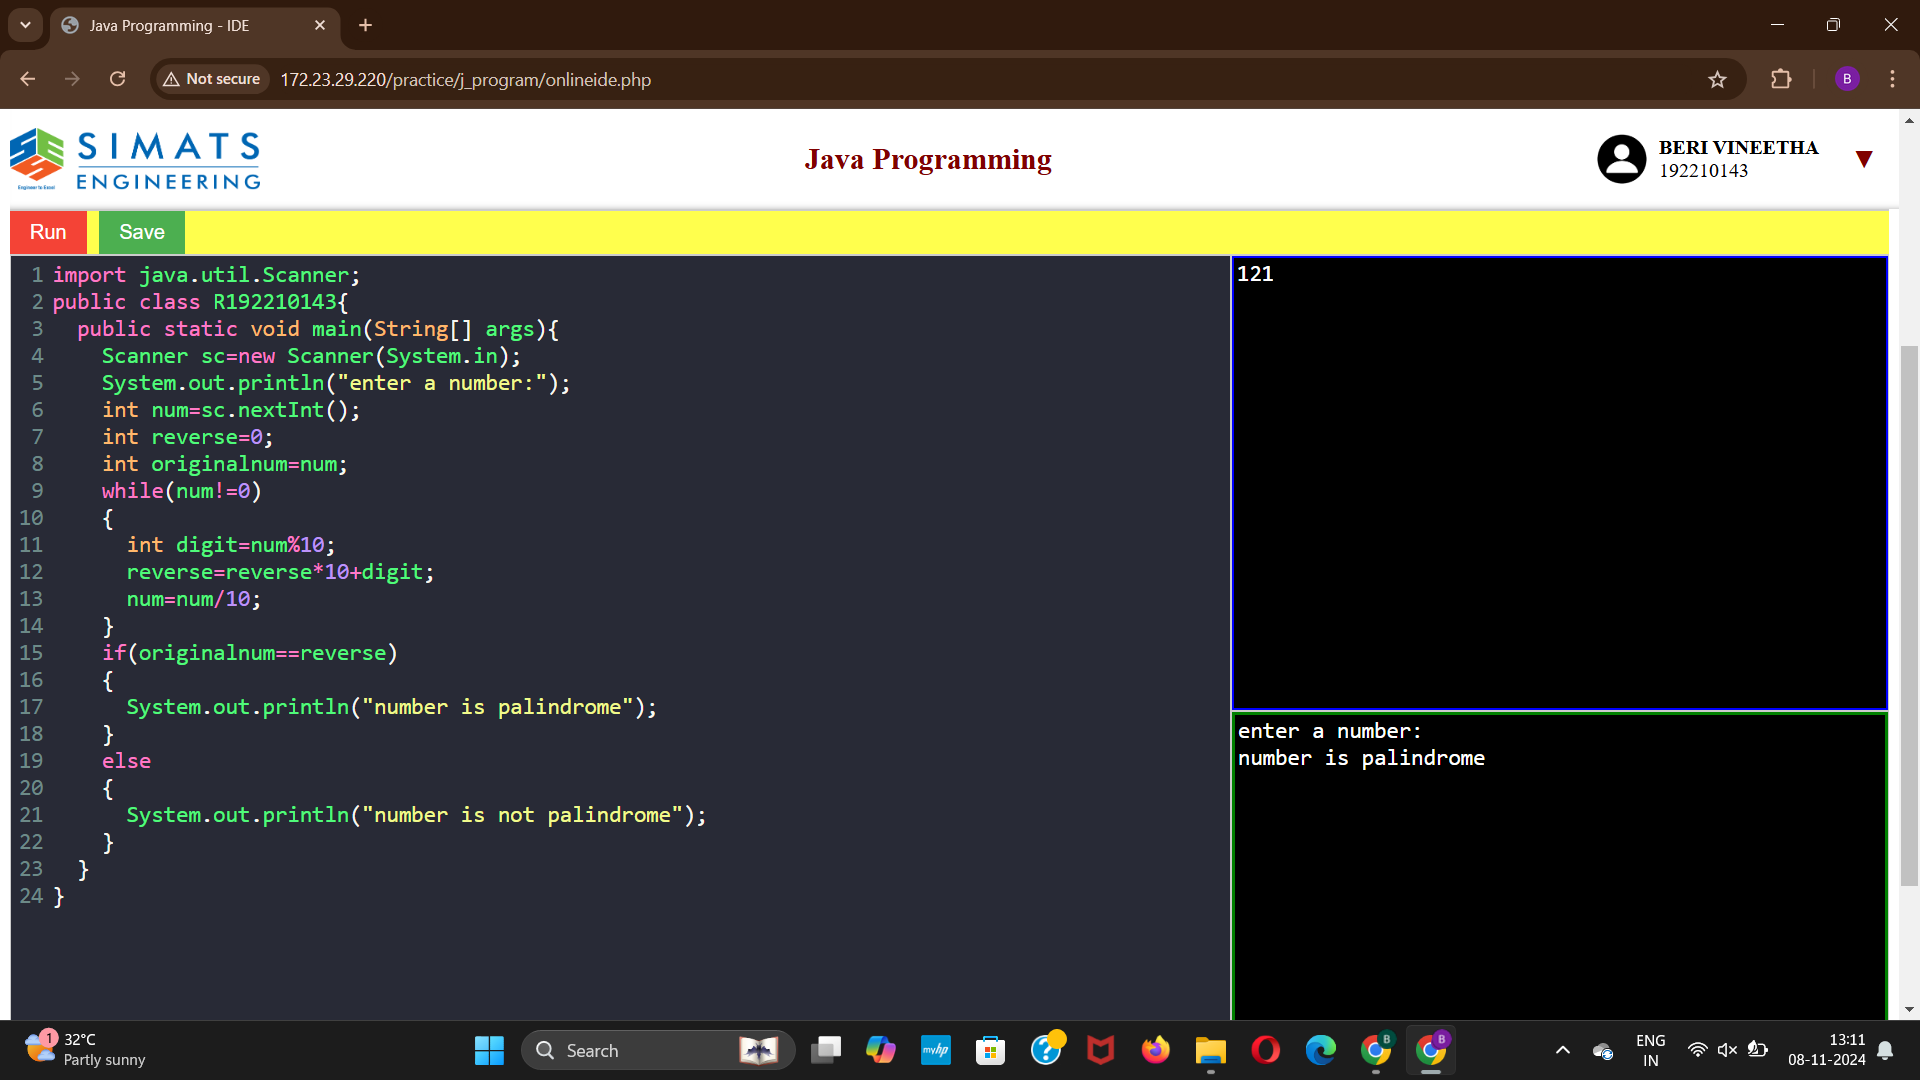 Java Programming - IDE
Not secure
172.23.29.220/practice/j_program/onlineide.php
B
SIMATS
ENGINEERING
Engineer to Excel
Java Programming
BERI VINEETHA
192210143
Run
Save
1 import java.util.Scanner;
2 public class R192210143{
3   public static void main(String[] args){
4     Scanner sc=new Scanner(System.in);
5     System.out.println("enter a number:");
6     int num=sc.nextInt();
7     int reverse=0;
8     int originalnum=num;
9     while(num!=0)
10     {
11       int digit=num%10;
12       reverse=reverse*10+digit;
13       num=num/10;
14     }
15     if(originalnum==reverse)
16     {
17       System.out.println("number is palindrome");
18     }
19     else
20     {
21       System.out.println("number is not palindrome");
22     }
23   }
24 }
121
enter a number:
number is palindrome
1
32°C
Partly sunny
Search
myhp
B
B
ENG
IN
13:11
08-11-2024